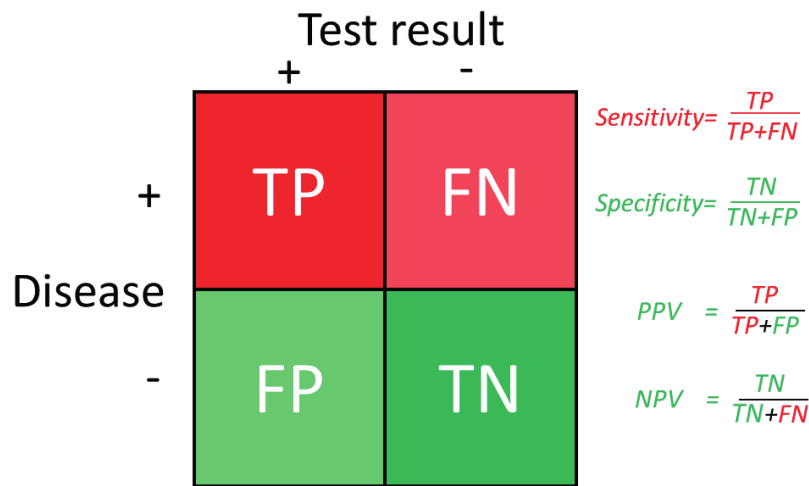 Test result
+ -
Sensitivity= TP
TP+FN
+ TP FN
Specificity= TN
TN+FP
Disease
PPV = TP
TP+FP
- FP TN
NPV = TN
TN+FN